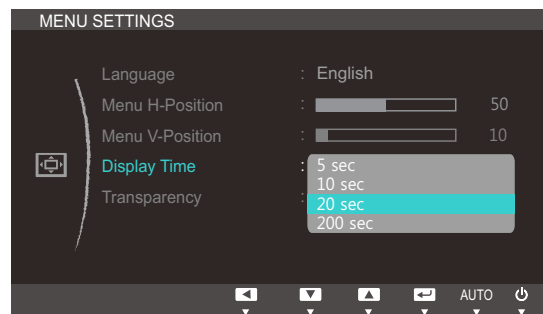 MENU SETTINGS
Language : English
Menu H-Position : 50
Menu V-Position : 10
Display Time : 5 sec
10 sec
Transparency : 20 sec
200 sec
AUTO